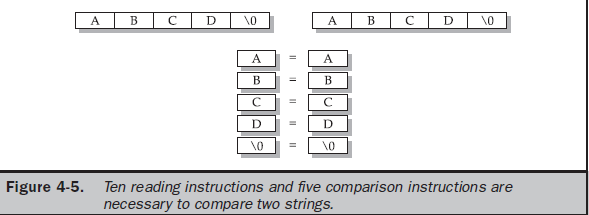 A B C D \0 A B C D \0
A = A
B = B
C = C
D = D
\0 = \0
Figure 4-5. Ten reading instructions and five comparison instructions are
necessary to compare two strings.